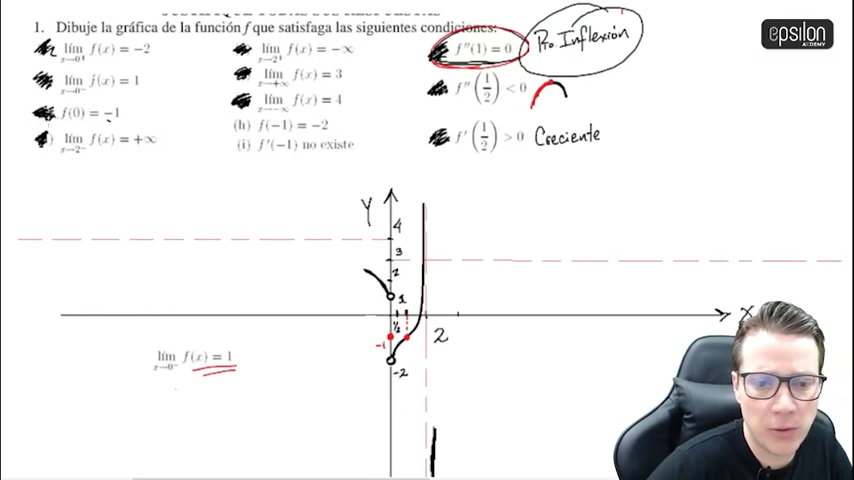 1. Dibuje la gráfica de la función f que satisfaga las siguientes condiciones:
lím x→0⁺ f(x) = −2
lím x→0⁻ f(x) = 1
f(0) = −1
lím x→2⁻ f(x) = +∞
lím x→2⁺ f(x) = −∞
lím x→+∞ f(x) = 3
lím x→−∞ f(x) = 4
(h) f(−1) = −2
(i) f′(−1) no existe
f″(1) = 0
Inflexión
f″(1/2) < 0
f′(1/2) > 0 Creciente
epsilon
ACADEMY
Y
4
3
2
1
1/2
-1
-2
2
X
lím x→0⁻ f(x) = 1